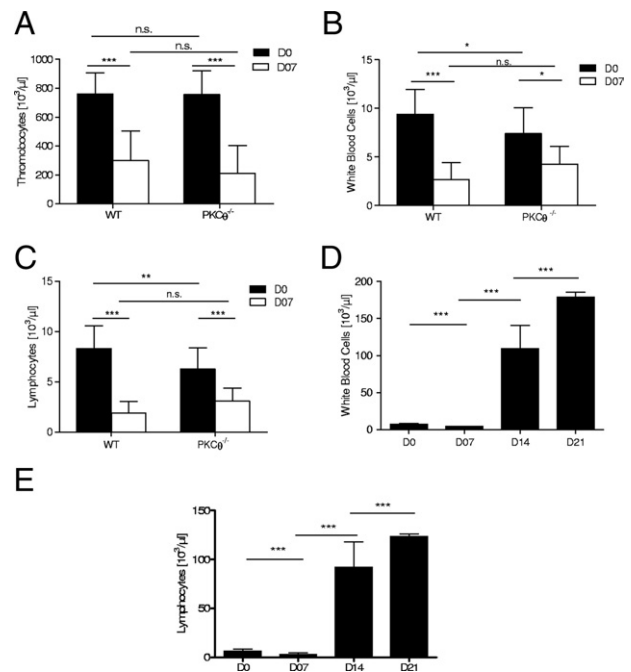 A
n.s.
n.s.
***
***
D0
D07
Thromobocytes [10³/µl]
1000
800
600
400
200
0
WT
PKCθ-/-
B
*
n.s.
***
*
D0
D07
White Blood Cells [10³/µl]
15
10
5
0
WT
PKCθ-/-
C
**
n.s.
***
***
D0
D07
Lymphocytes [10³/µl]
15
10
5
0
WT
PKCθ-/-
D
***
***
***
White Blood Cells [10³/µl]
200
150
100
50
0
D0 D07 D14 D21
E
***
***
***
Lymphocytes [10³/µl]
150
100
50
0
D0 D07 D14 D21